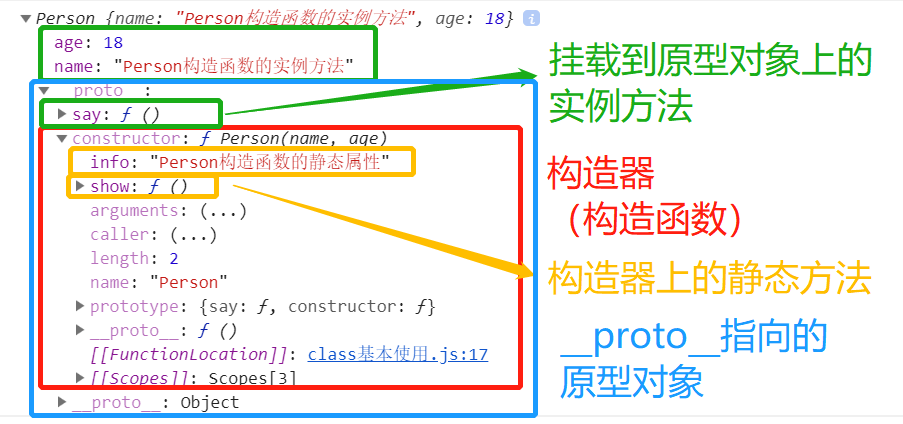 Person {name: "Person构造函数的实例方法", age: 18} i
age: 18
name: "Person构造函数的实例方法"
__proto__:
say: ƒ ()
constructor: ƒ Person(name, age)
info: "Person构造函数的静态属性"
show: ƒ ()
arguments: (...)
caller: (...)
length: 2
name: "Person"
prototype: {say: ƒ, constructor: ƒ}
__proto__: ƒ ()
[[FunctionLocation]]: class基本使用.js:17
[[Scopes]]: Scopes[3]
__proto__: Object
挂载到原型对象上的
实例方法
构造器
（构造函数）
构造器上的静态方法
__proto__指向的
原型对象